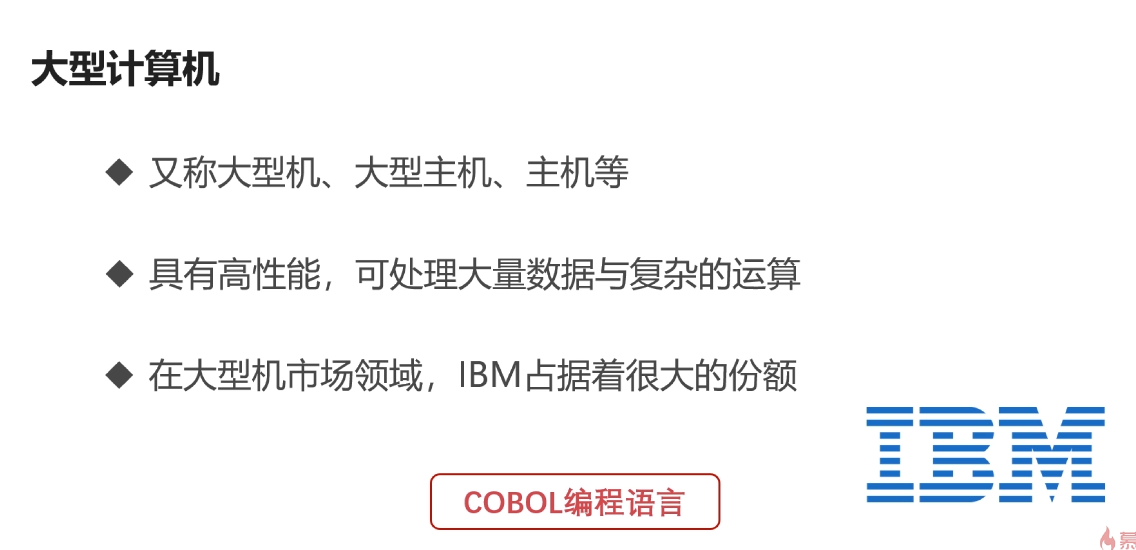 大型计算机
◆ 又称大型机、大型主机、主机等
◆ 具有高性能，可处理大量数据与复杂的运算
◆ 在大型机市场领域，IBM占据着很大的份额
IBM
COBOL编程语言
慕